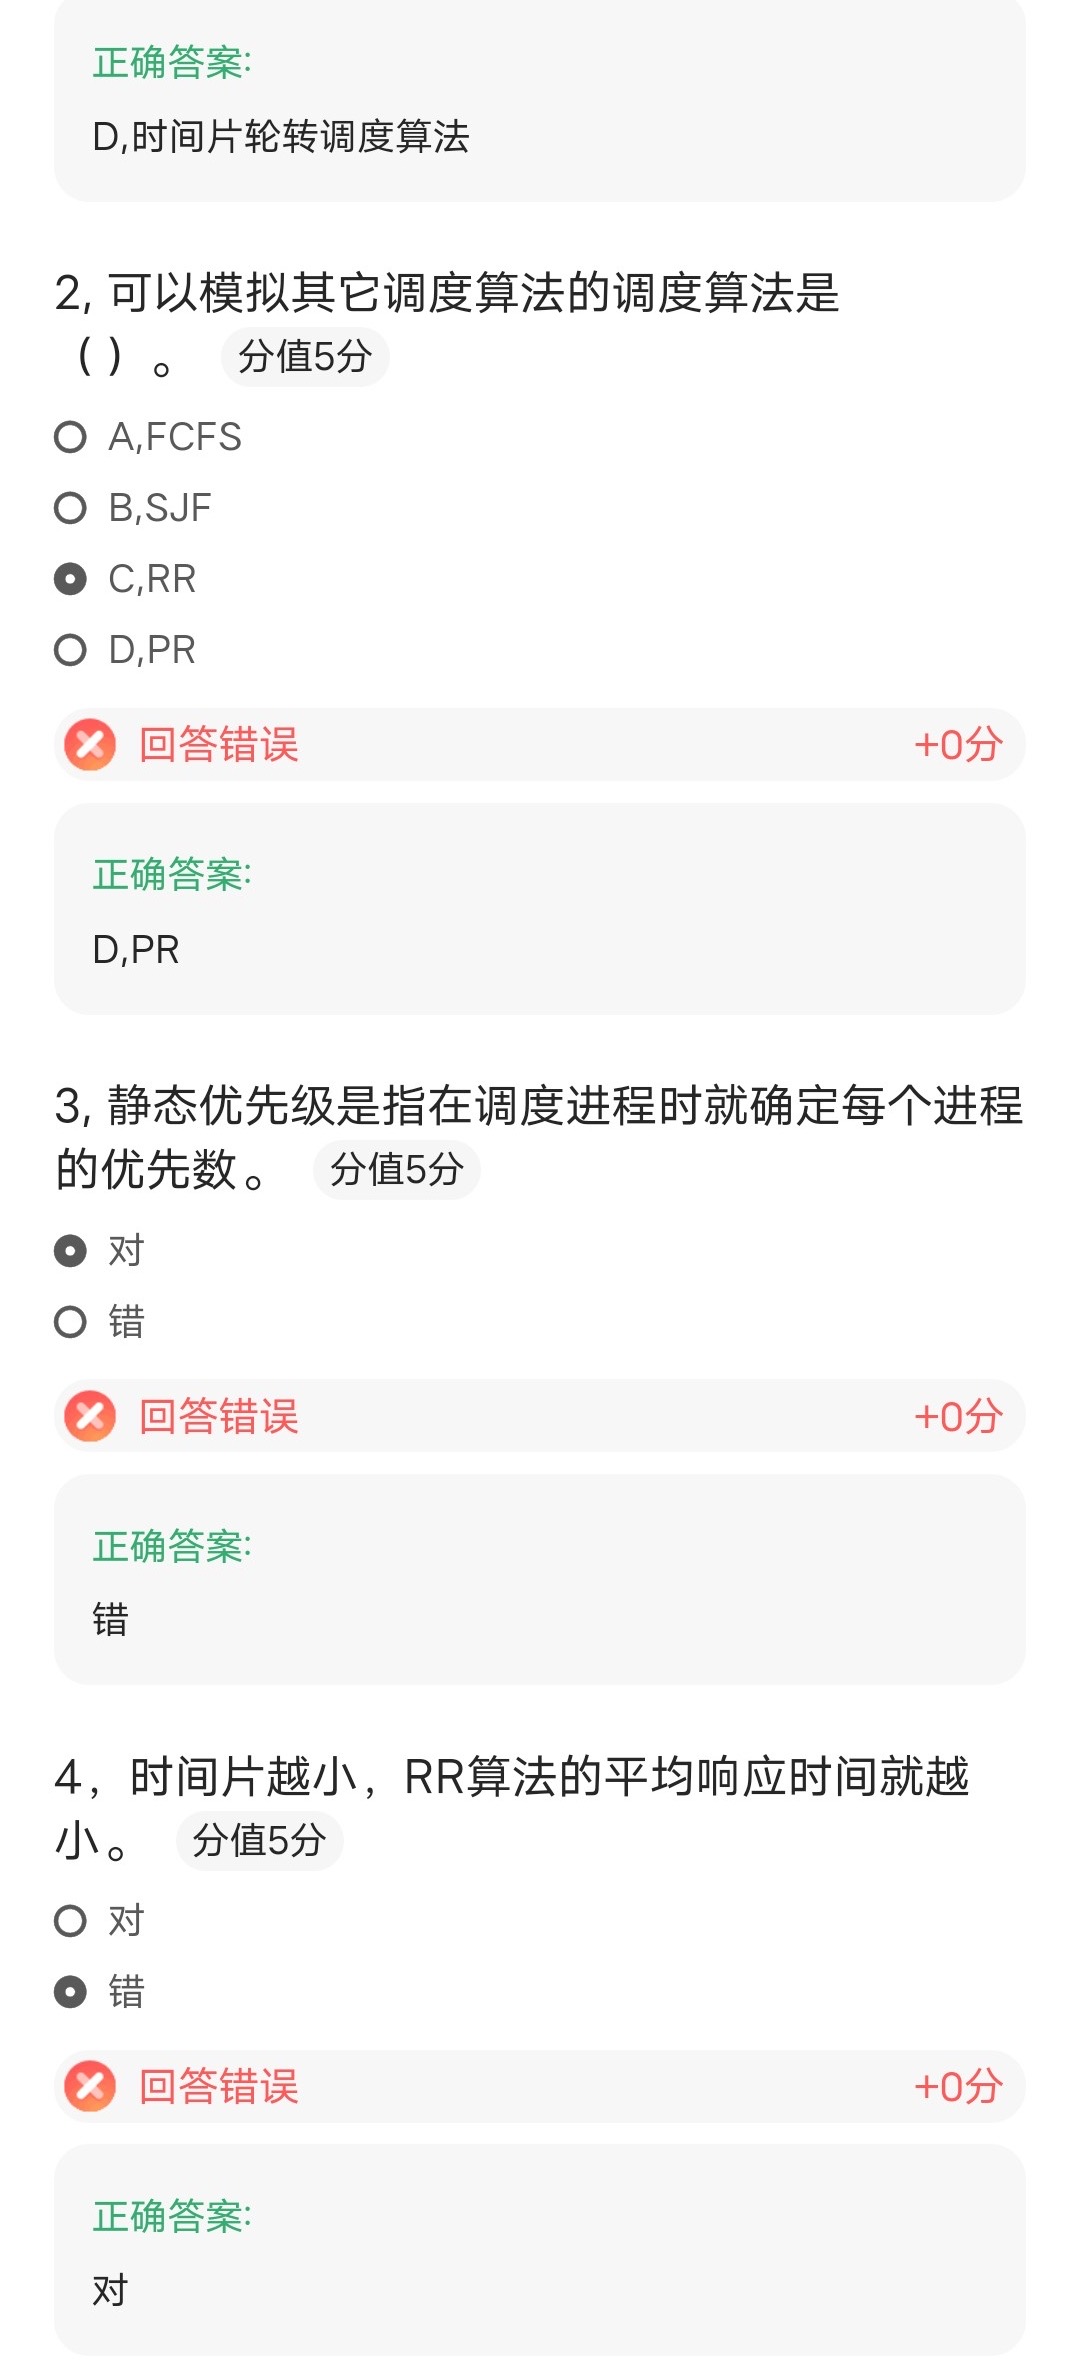 正确答案:
D,时间片轮转调度算法
2, 可以模拟其它调度算法的调度算法是
（ ）。 分值5分
A,FCFS
B,SJF
C,RR
D,PR
回答错误 +0分
正确答案:
D,PR
3, 静态优先级是指在调度进程时就确定每个进程
的优先数。 分值5分
对
错
回答错误 +0分
正确答案:
错
4，时间片越小，RR算法的平均响应时间就越
小。 分值5分
对
错
回答错误 +0分
正确答案:
对